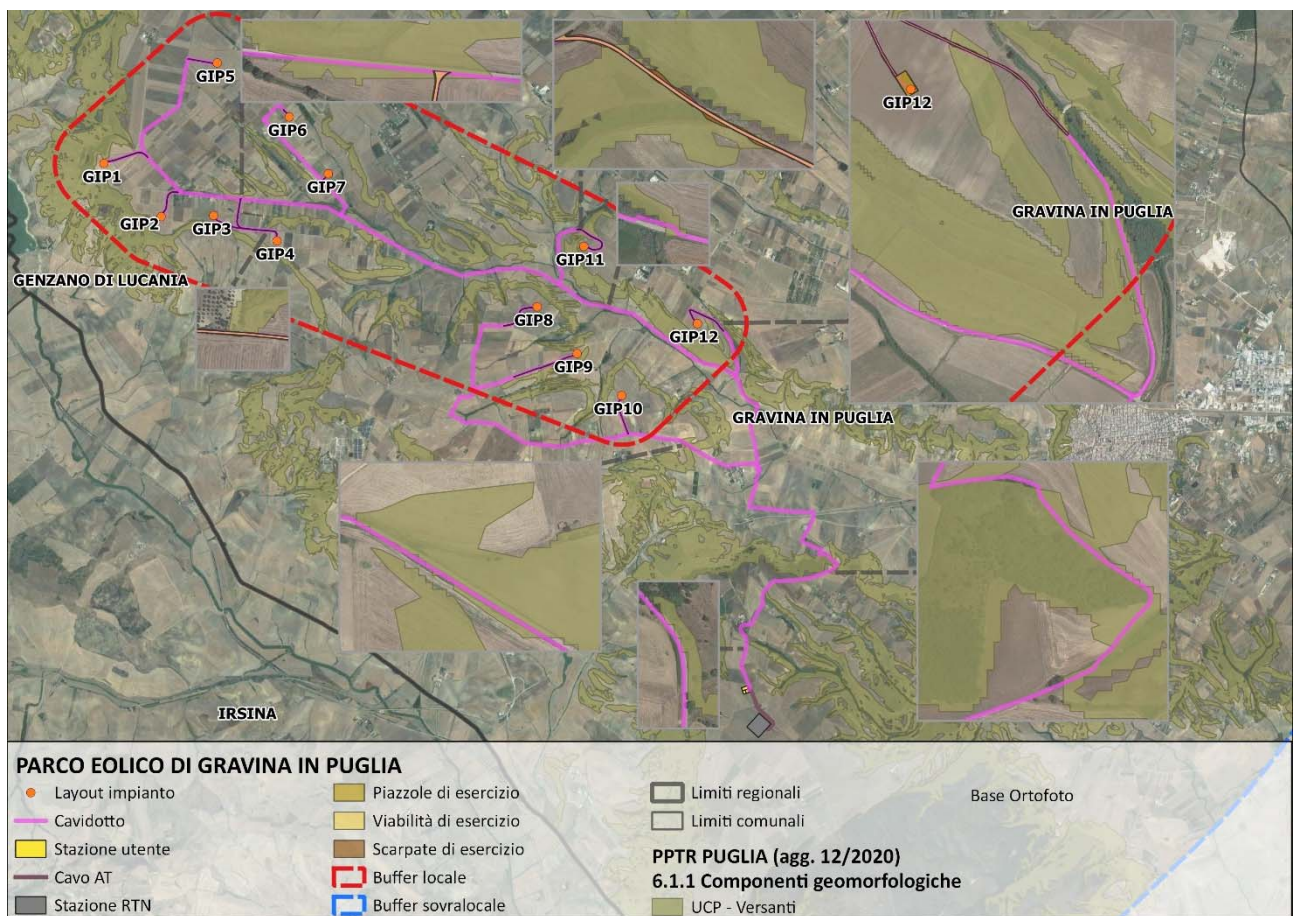 GIP5
GIP12
GIP6
GIP1
GIP7
GIP2
GIP3
GRAVINA IN PUGLIA
GIP4
GIP11
GENZANO DI LUCANIA
GIP8
GIP12
GIP9
GIP10
GRAVINA IN PUGLIA
IRSINA
PARCO EOLICO DI GRAVINA IN PUGLIA
Layout impianto
Cavidotto
Stazione utente
Cavo AT
Stazione RTN
Piazzole di esercizio
Viabilità di esercizio
Scarpate di esercizio
Buffer locale
Buffer sovralocale
Limiti regionali
Limiti comunali
PPTR PUGLIA (agg. 12/2020)
6.1.1 Componenti geomorfologiche
UCP - Versanti
Base Ortofoto